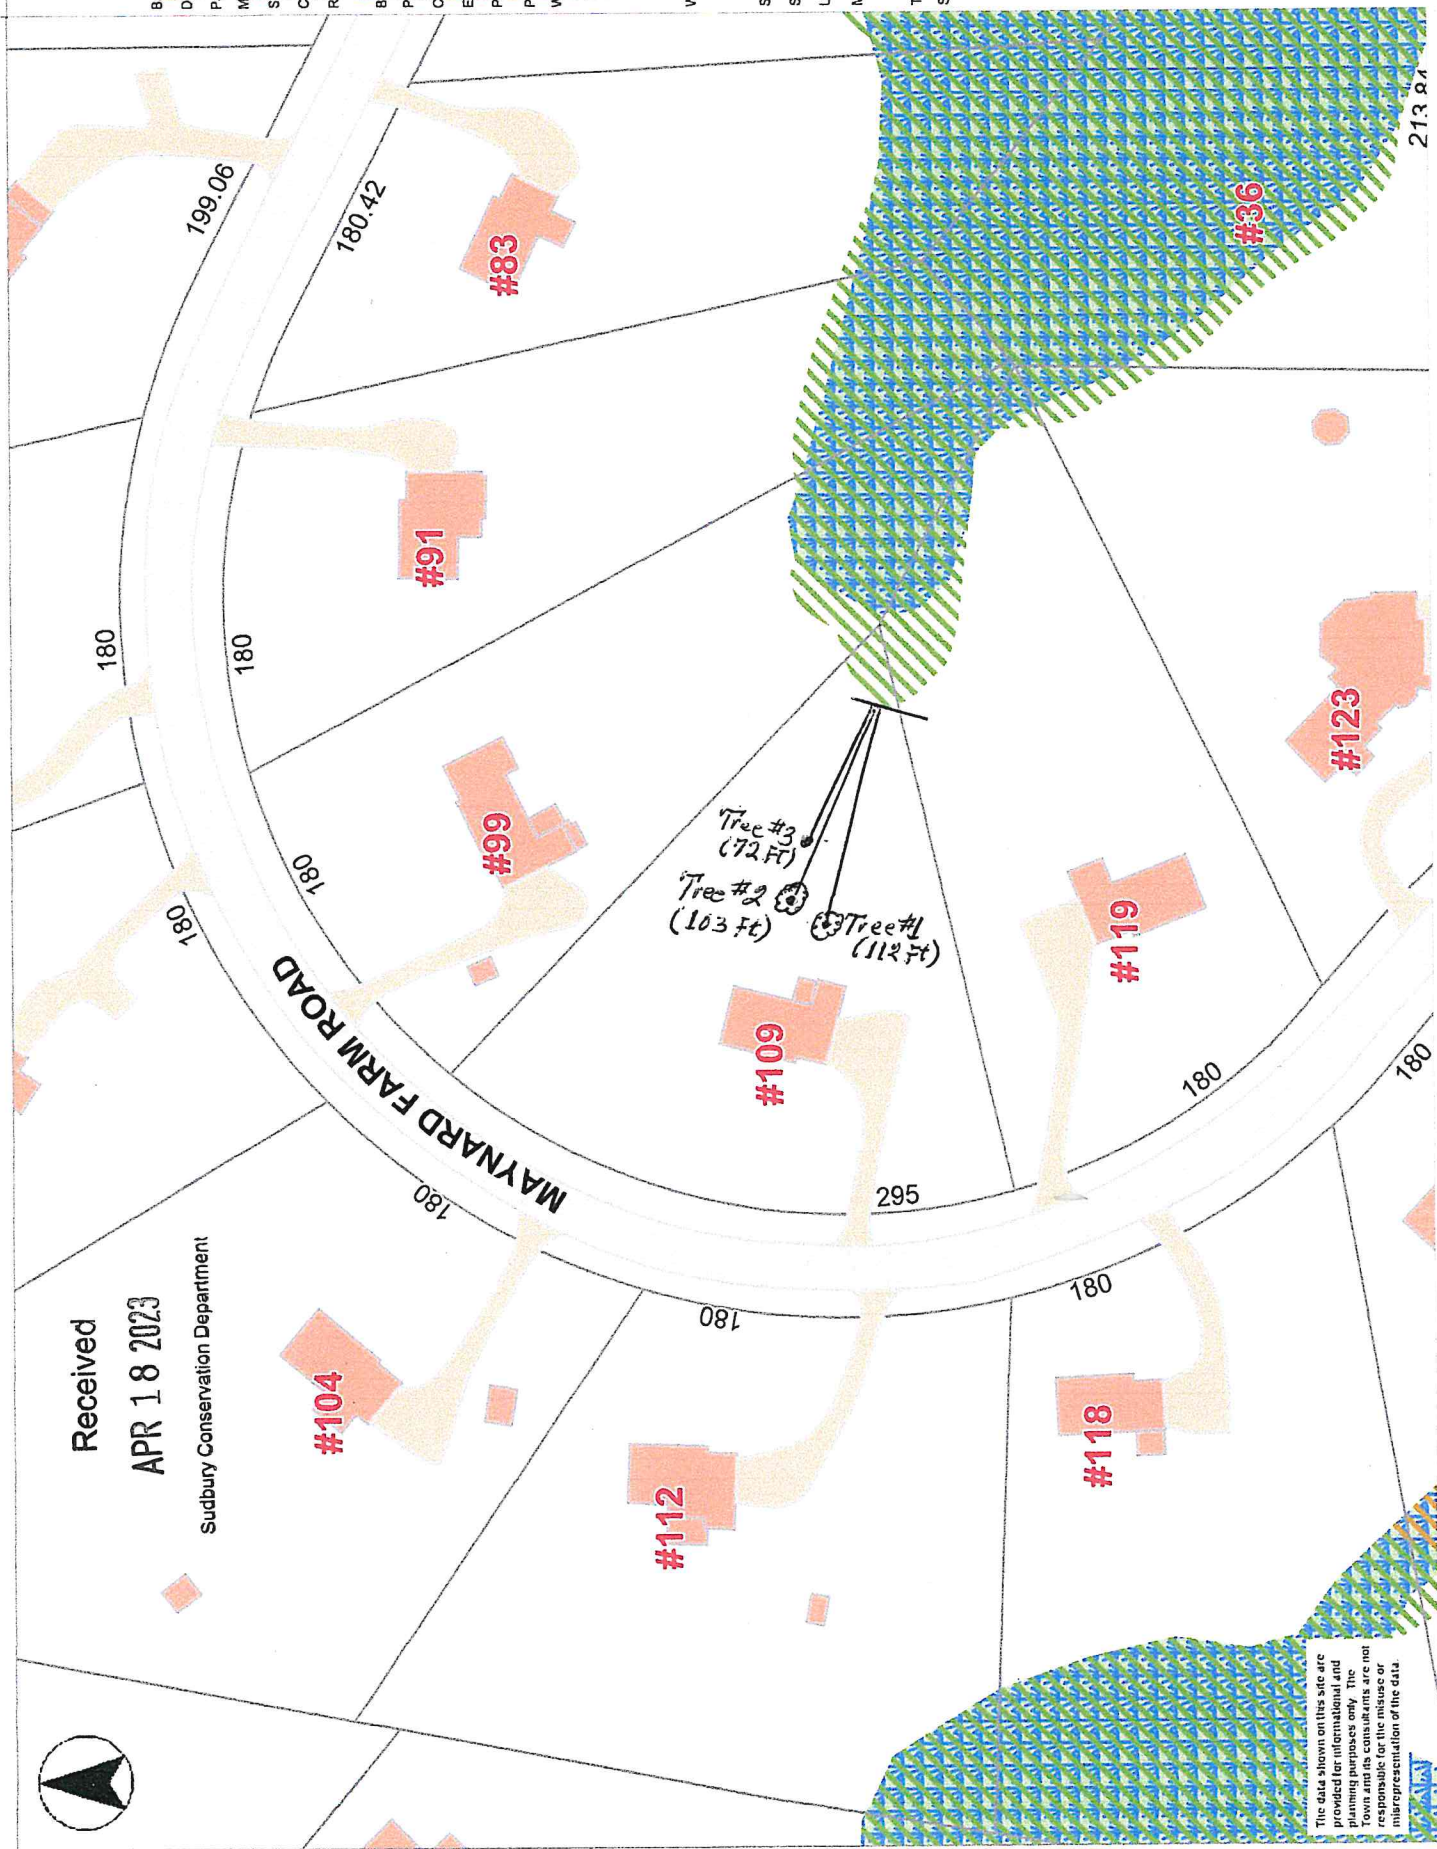 Received
APR 18 2023
Sudbury Conservation Department
MAYNARD FARM ROAD
#104
#112
#118
#109
#99
#91
#83
#119
#123
#36
199.06
180.42
180
180
180
180
180
180
295
180
180
180
213.84
Tree #3
(72 Ft)
Tree #2
(103 Ft)
Tree #1
(112 Ft)
The data shown on this site are
provided for informational and
planning purposes only. The
Town and its consultants are not
responsible for the misuse or
misrepresentation of the data.